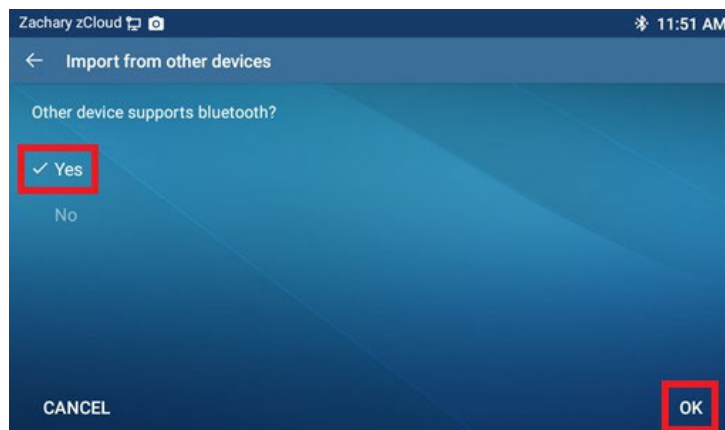 Zachary zCloud 11:51 AM
Import from other devices
Other device supports bluetooth?
Yes
No
CANCEL OK